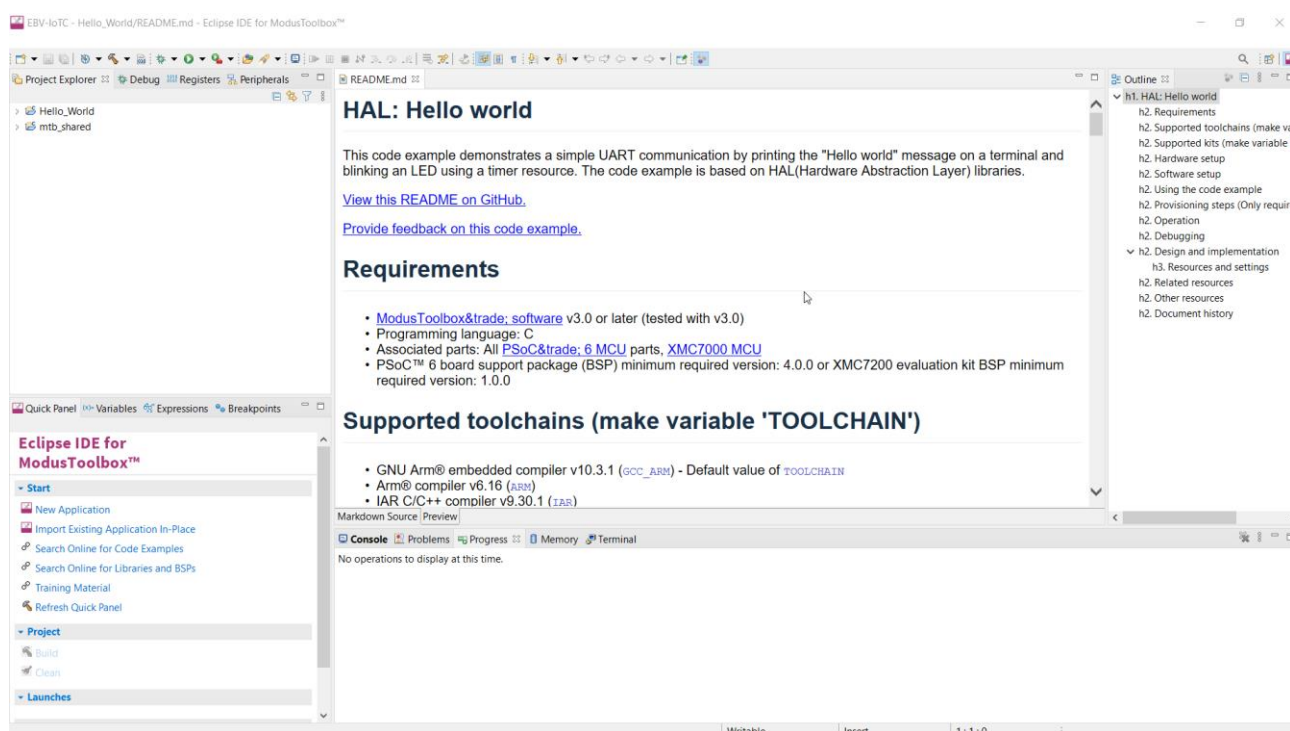 EBV-IoTC - Hello_World/README.md - Eclipse IDE for ModusToolbox™
Project Explorer
Debug
Registers
Peripherals
Hello_World
mtb_shared
README.md
HAL: Hello world
This code example demonstrates a simple UART communication by printing the "Hello world" message on a terminal and
blinking an LED using a timer resource. The code example is based on HAL(Hardware Abstraction Layer) libraries.
View this README on GitHub.
Provide feedback on this code example.
Requirements
• ModusToolbox&trade; software v3.0 or later (tested with v3.0)
• Programming language: C
• Associated parts: All PSoC&trade; 6 MCU parts, XMC7000 MCU
• PSoC™ 6 board support package (BSP) minimum required version: 4.0.0 or XMC7200 evaluation kit BSP minimum
required version: 1.0.0
Supported toolchains (make variable 'TOOLCHAIN')
• GNU Arm® embedded compiler v10.3.1 (GCC_ARM) - Default value of TOOLCHAIN
• Arm® compiler v6.16 (ARM)
• IAR C/C++ compiler v9.30.1 (IAR)
Markdown Source Preview
Outline
h1. HAL: Hello world
h2. Requirements
h2. Supported toolchains (make va
h2. Supported kits (make variable
h2. Hardware setup
h2. Software setup
h2. Using the code example
h2. Provisioning steps (Only requir
h2. Operation
h2. Debugging
h2. Design and implementation
h3. Resources and settings
h2. Related resources
h2. Other resources
h2. Document history
Quick Panel
Variables
Expressions
Breakpoints
Eclipse IDE for
ModusToolbox™
Start
New Application
Import Existing Application In-Place
Search Online for Code Examples
Search Online for Libraries and BSPs
Training Material
Refresh Quick Panel
Project
Build
Clean
Launches
Console
Problems
Progress
Memory
Terminal
No operations to display at this time.
Writable
Insert
1 : 1 : 0